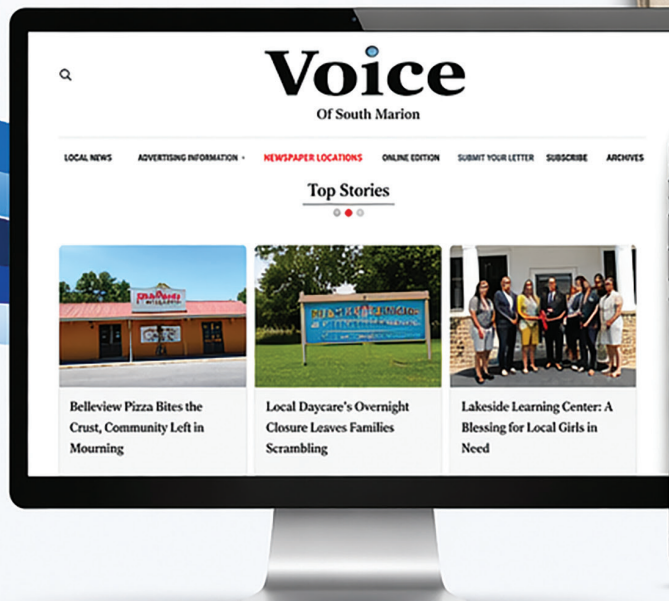 Voice
Of South Marion
LOCAL NEWS ADVERTISING INFORMATION NEWSPAPER LOCATIONS ONLINE EDITION SUBMIT YOUR LETTER SUBSCRIBE ARCHIVES
Top Stories
Belleview Pizza Bites the
Crust, Community Left in
Mourning
Local Daycare's Overnight
Closure Leaves Families
Scrambling
Lakeside Learning Center: A
Blessing for Local Girls in
Need